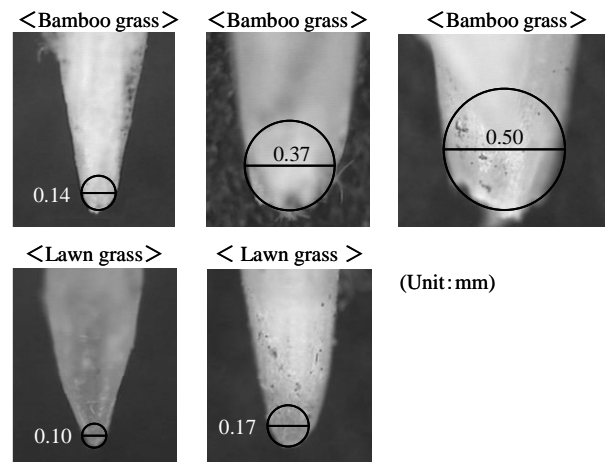 ＜Bamboo grass＞ ＜Bamboo grass＞ ＜Bamboo grass＞
0.14
0.37
0.50
＜Lawn grass＞ ＜ Lawn grass ＞
(Unit:mm)
0.10
0.17